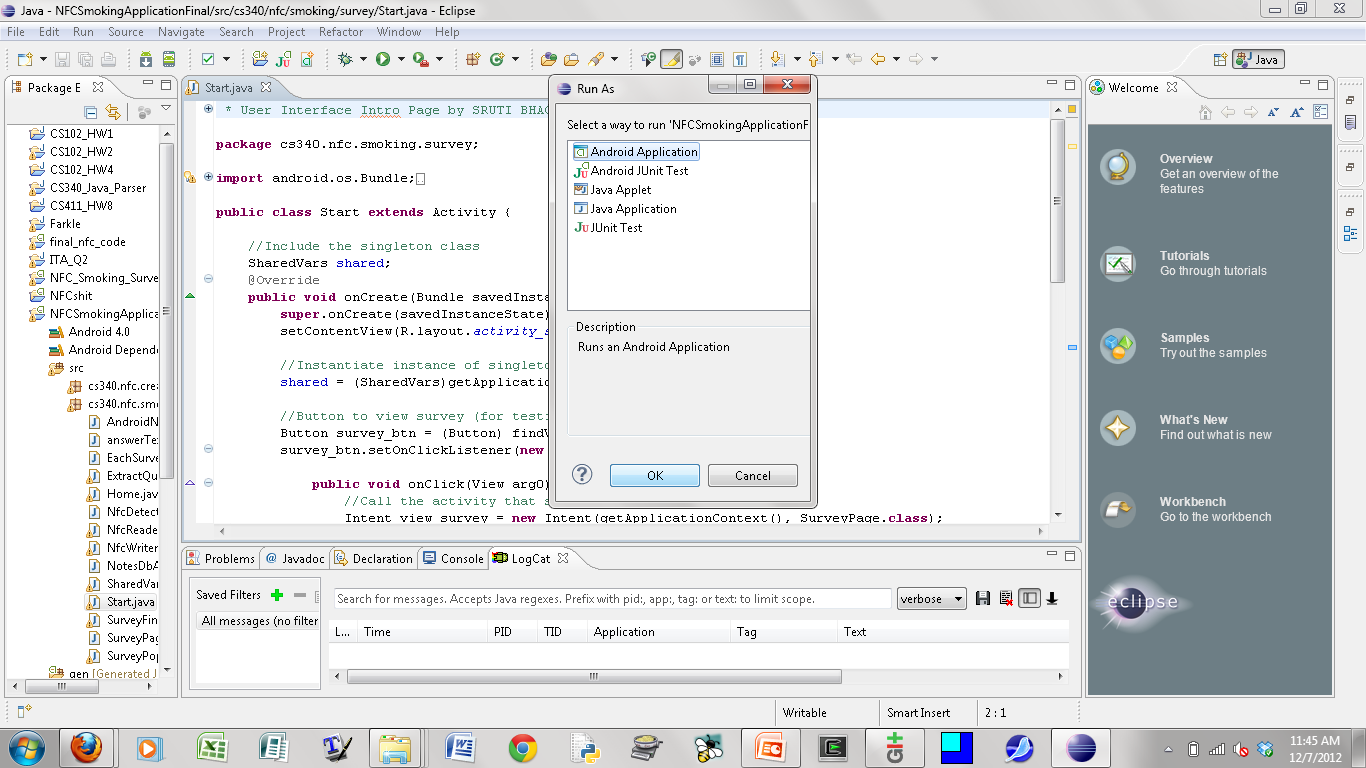 Java - NFCSmokingApplicationFinal/src/cs340/nfc/smoking/survey/Start.java - Eclipse
File Edit Run Source Navigate Search Project Refactor Window Help
Java
Package E
CS102_HW1
CS102_HW2
CS102_HW4
CS340_Java_Parser
CS411_HW8
Farkle
final_nfc_code
ITA_Q2
NFC_Smoking_Surve
NFCshit
NFCSmokingApplica
Android 4.0
Android Depend
src
cs340.nfc.cre
cs340.nfc.smo
AndroidN
answerTe
EachSurve
ExtractQu
Home.jav
NfcDetect
NfcReade
NfcWriter
NotesDbA
SharedVar
Start.java
SurveyFin
SurveyPag
SurveyPop
gen [Generated J
Start.java
* User Interface Intro Page by SRUTI BHAG
package cs340.nfc.smoking.survey;
import android.os.Bundle;
public class Start extends Activity {
//Include the singleton class
SharedVars shared;
@Override
public void onCreate(Bundle savedInsta
super.onCreate(savedInstanceState)
setContentView(R.layout.activity_s
//Instantiate instance of singleto
shared = (SharedVars)getApplication
//Button to view survey (for testi
Button survey_btn = (Button) findV
survey_btn.setOnClickListener(new
public void onClick(View arg0)
//Call the activity that s
Intent view_survey = new Intent(getApplicationContext(), SurveyPage.class);
Run As
Select a way to run 'NFCSmokingApplicationF
Android Application
Android JUnit Test
Java Applet
Java Application
JUnit Test
Description
Runs an Android Application
OK Cancel
Welcome
Overview
Get an overview of the
features
Tutorials
Go through tutorials
Samples
Try out the samples
What's New
Find out what is new
Workbench
Go to the workbench
eclipse
Problems Javadoc Declaration Console LogCat
Saved Filters
All messages (no filter
Search for messages. Accepts Java regexes. Prefix with pid:, app:, tag: or text: to limit scope.
verbose
L... Time PID TID Application Tag Text
Writable Smart Insert 2 : 1
11:45 AM
12/7/2012